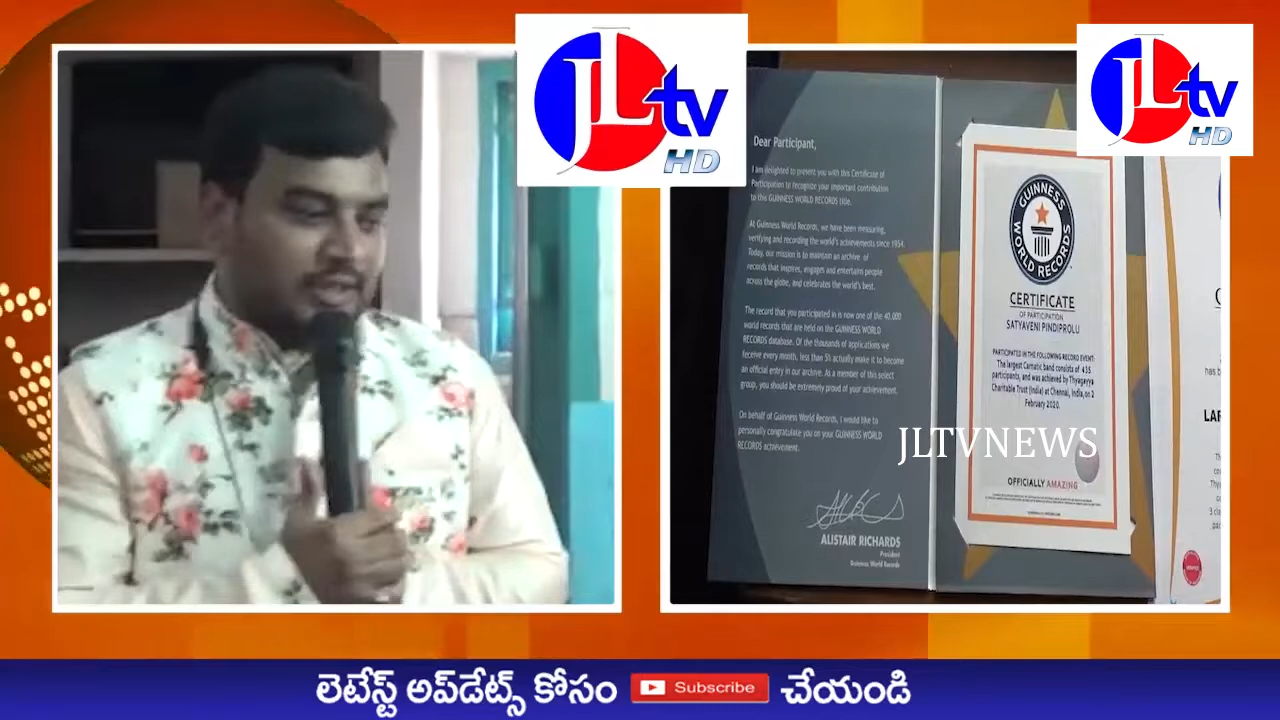 JL tv
HD
JL tv
HD
Dear Participant,
I am delighted to present you with this Certificate of
Participation to recognize your important contribution
to this GUINNESS WORLD RECORDS title.
At Guinness World Records, we have been measuring,
verifying and recording the world's achievements since 1954.
Today, our mission is to maintain an archive of
records that inspires, engages and entertains people
across the globe, and celebrates the world's best.
The record that you participated in is now one of the 40,000
world records that are held on the GUINNESS WORLD
RECORDS database. Of the thousands of applications we
receive every month, less than 5% actually make it to become
an official entry in our archive. As a member of this select
group, you should be extremely proud of your achievement.
On behalf of Guinness World Records, I would like to
personally congratulate you on your GUINNESS WORLD
RECORDS achievement.
ALISTAIR RICHARDS
President
Guinness World Records
GUINNESS
WORLD RECORDS
CERTIFICATE
OF PARTICIPATION
SATYAVENI PINDIPROLU
PARTICIPATED IN THE FOLLOWING RECORD EVENT:
The largest Carnatic band consists of 435
participants, and was achieved by Thyagayya
Charitable Trust (India) at Chennai, India, on 2
February 2020.
OFFICIALLY AMAZING
has b
LAR
JLTVNEWS
లెటేస్ట్ అప్‌డేట్స్ కోసం Subscribe చేయండి